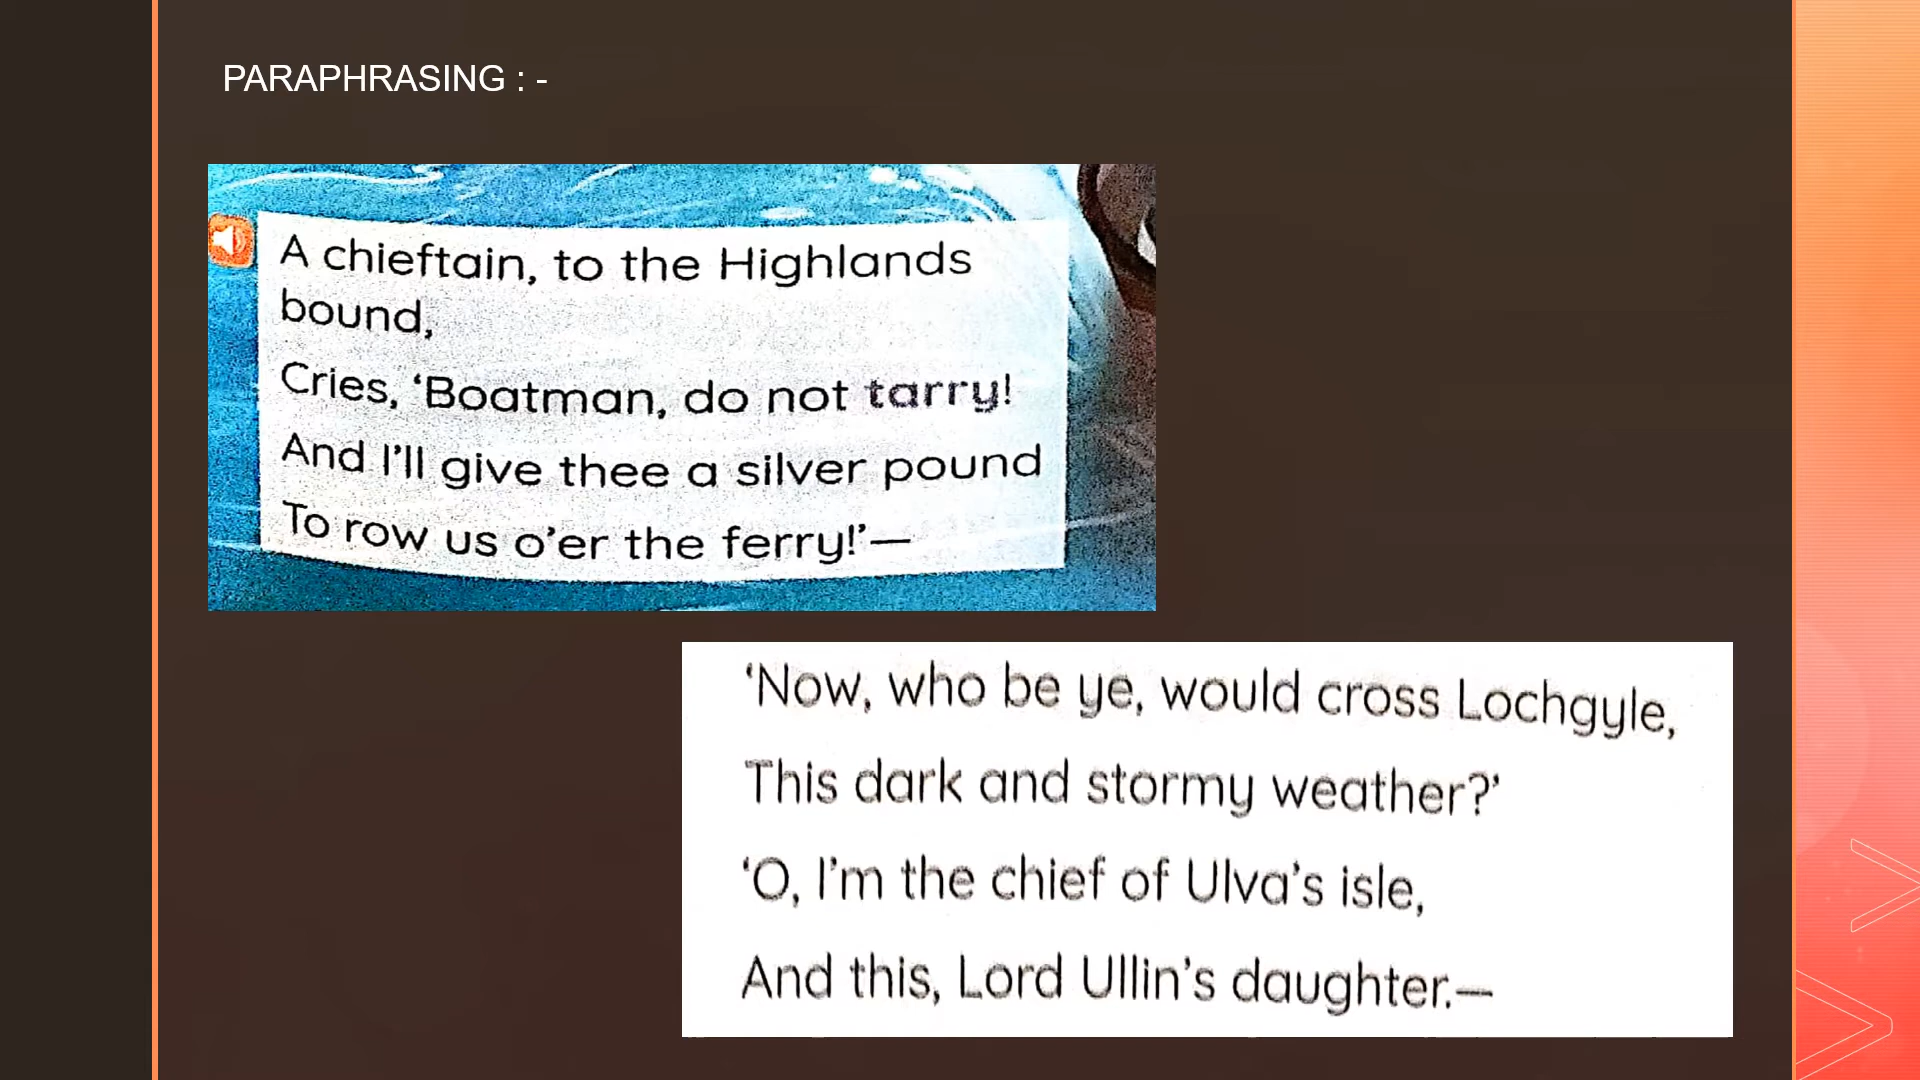 PARAPHRASING : -
A chieftain, to the Highlands
bound,
Cries, ‘Boatman, do not tarry!
And I’ll give thee a silver pound
To row us o’er the ferry!’—
‘Now, who be ye, would cross Lochgyle,
This dark and stormy weather?’
‘O, I’m the chief of Ulva’s isle,
And this, Lord Ullin’s daughter.—